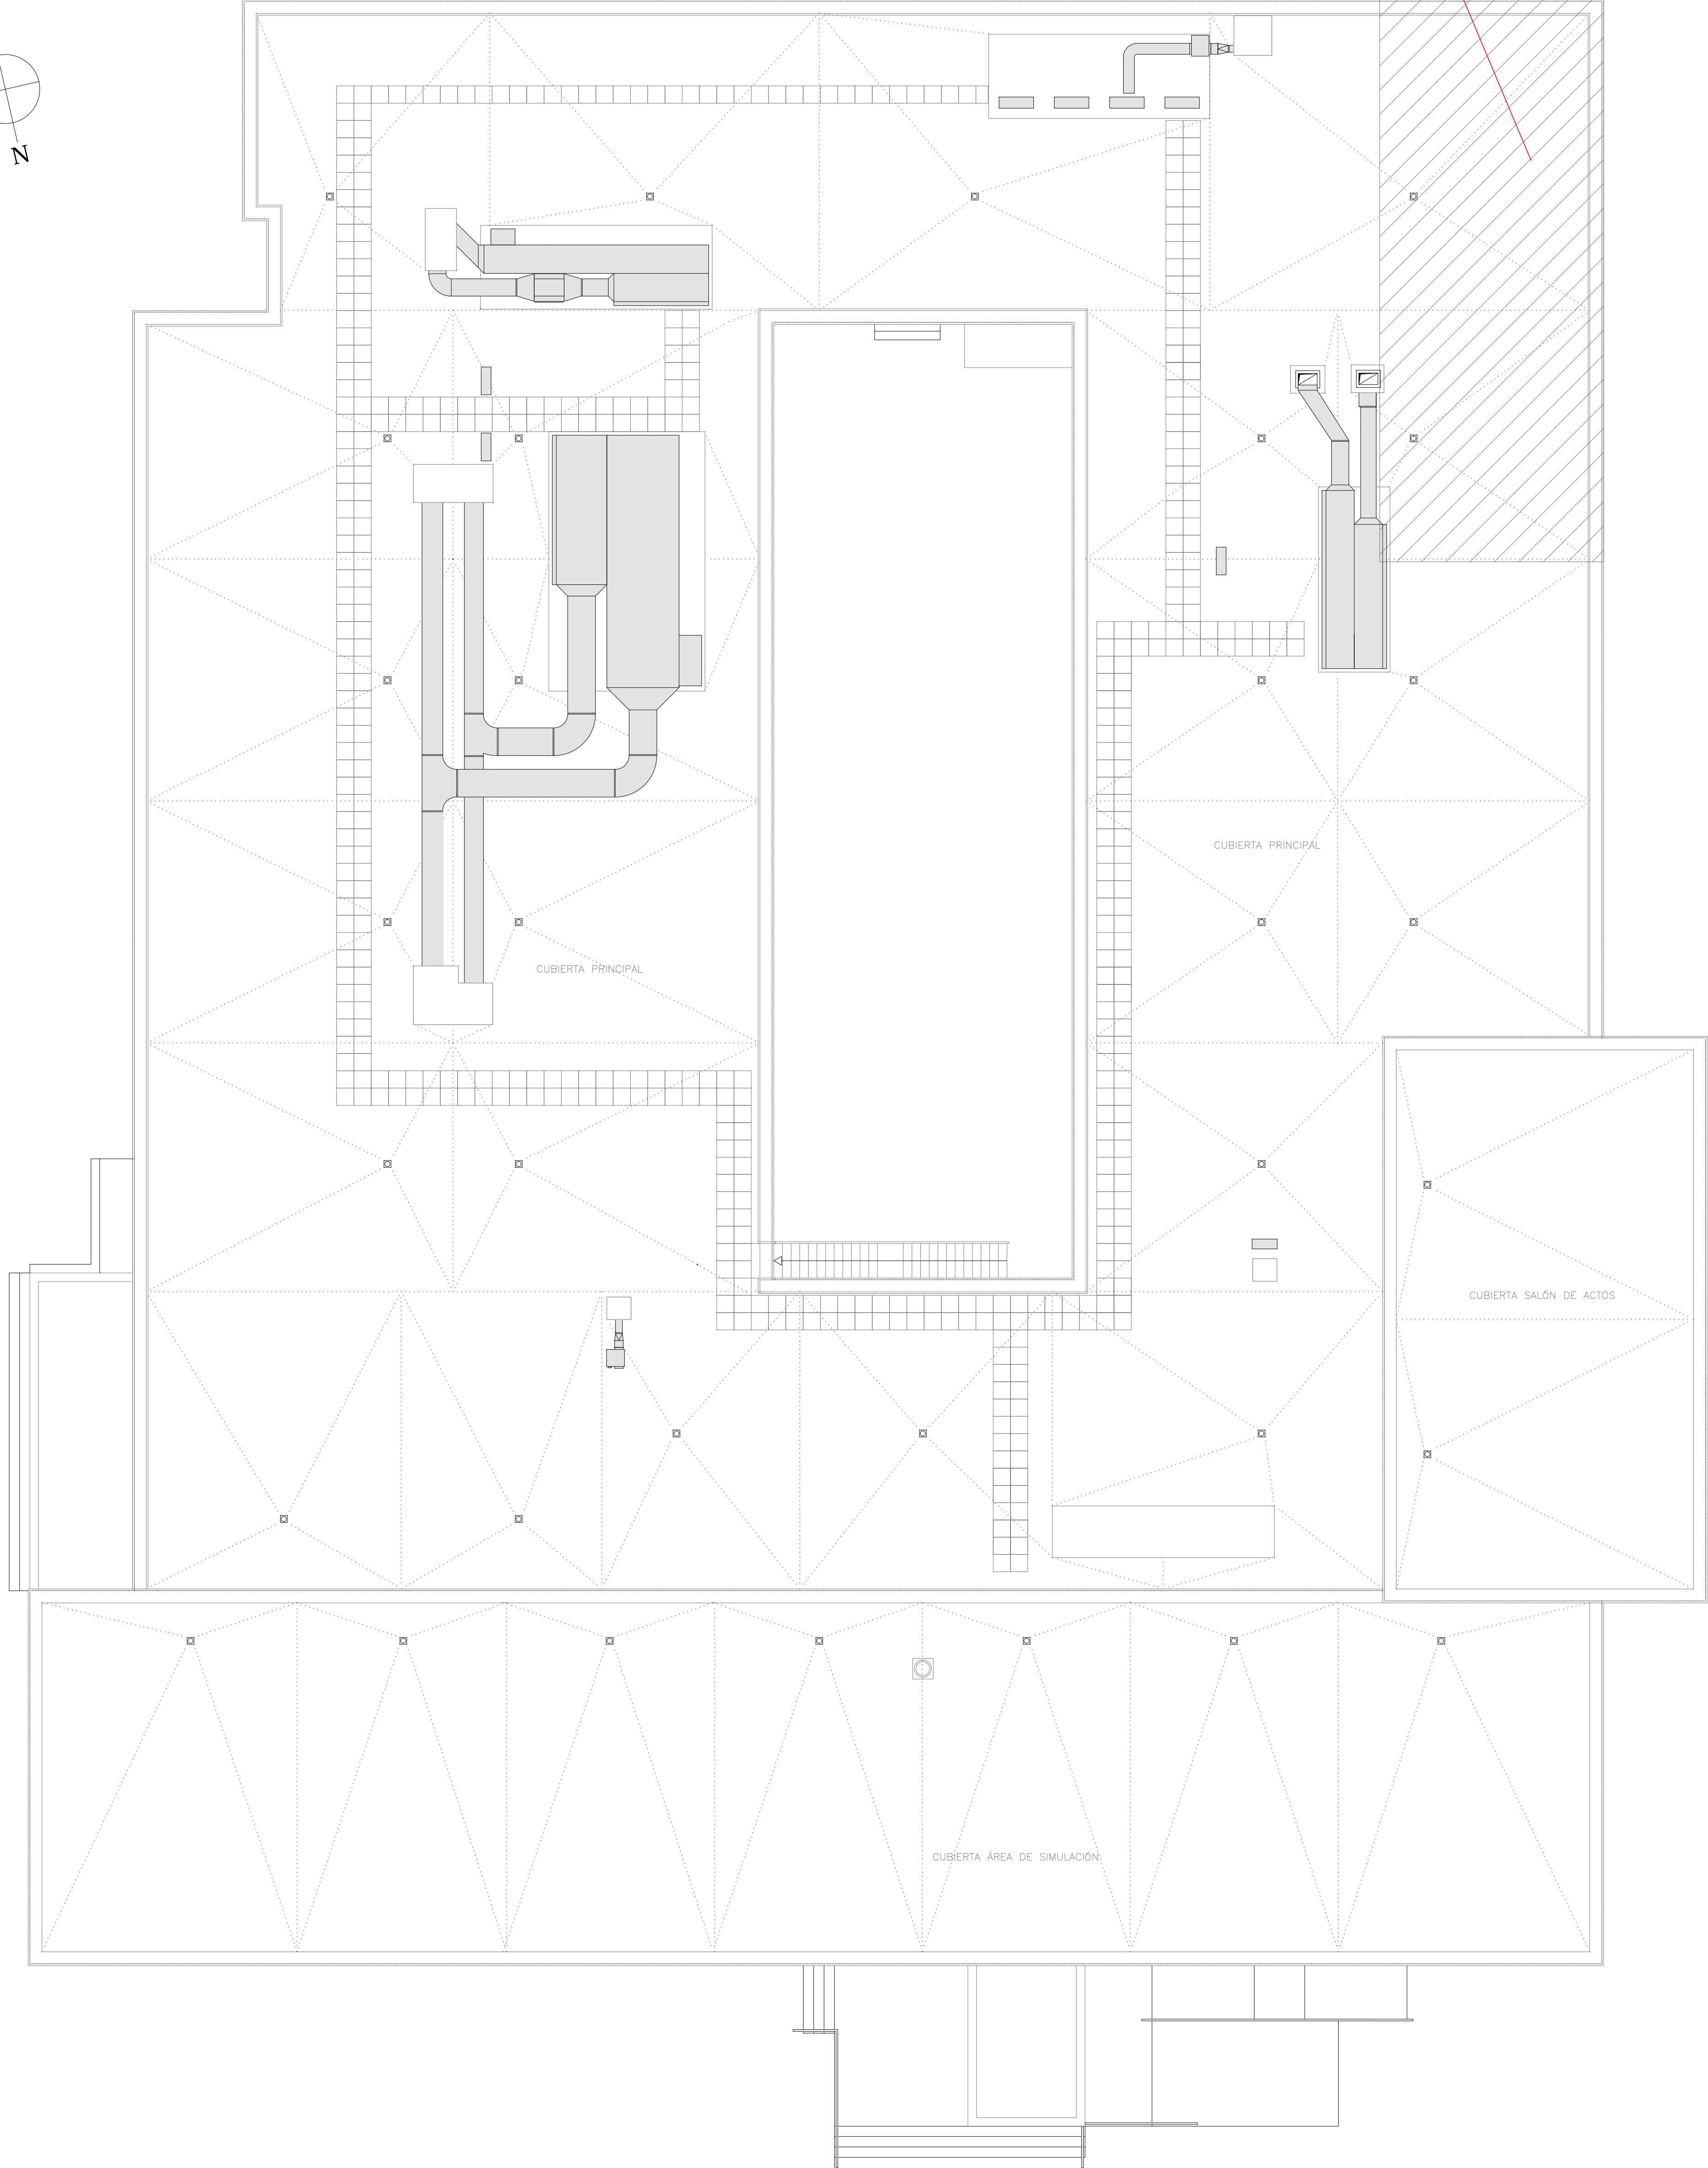 N
CUBIERTA PRINCIPAL
CUBIERTA PRINCIPAL
CUBIERTA SALÓN DE ACTOS
CUBIERTA ÁREA DE SIMULACIÓN